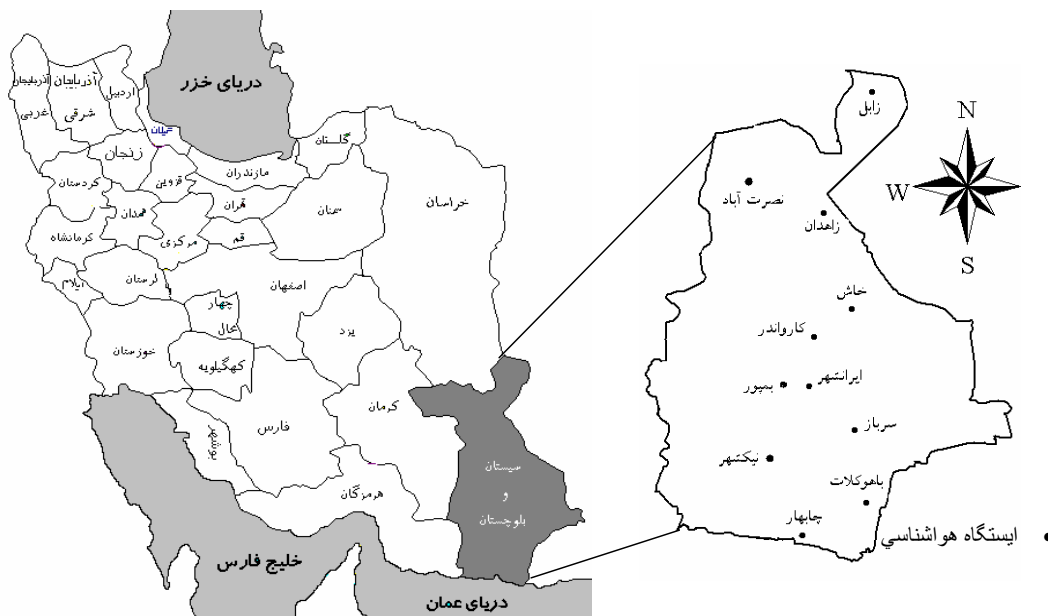 دریای خزر
آذربایجان
غربی
آذربایجان
شرقی
اردبیل
گیلان
زنجان
گلستان
مازندران
قزوین
کردستان
خراسان
سمنان
تهران
همدان
قم
مرکزی
کرمانشاه
لرستان
ایلام
اصفهان
چهار
محال
یزد
خوزستان
کهگیلویه
کرمان
فارس
بوشهر
هرمزگان
سیستان
و
بلوچستان
خلیج فارس
دریای عمان
زابل
نصرت آباد
زاهدان
خاش
کارواندر
ایرانشهر
بمپور
سرباز
نیکشهر
باهوکلات
چابهار
N
W
S
ایستگاه هواشناسي